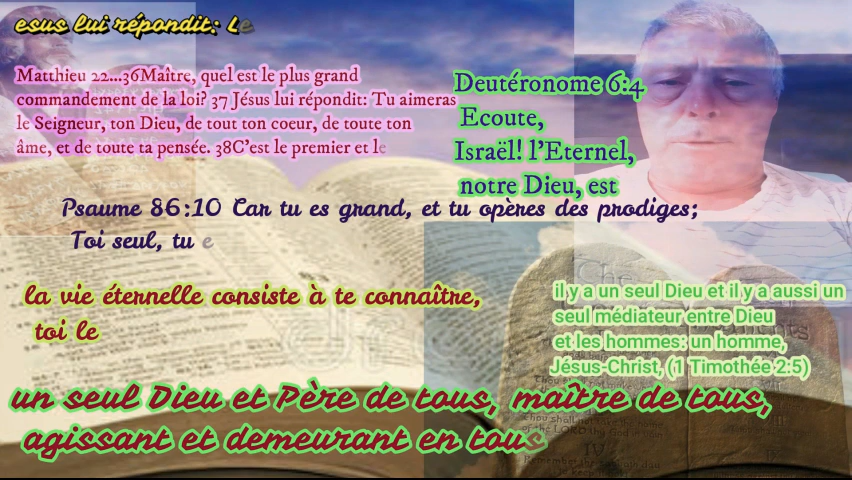 esus lui répondit: Le
Matthieu 22...36Maître, quel est le plus grand
commandement de la loi? 37 Jésus lui répondit: Tu aimeras
le Seigneur, ton Dieu, de tout ton coeur, de toute ton
âme, et de toute ta pensée. 38C'est le premier et le
Deutéronome 6:4
Ecoute,
Israël! l'Eternel,
notre Dieu, est
Psaume 86:10 Car tu es grand, et tu opères des prodiges;
Toi seul, tu e
la vie éternelle consiste à te connaître,
toi le
il y a un seul Dieu et il y a aussi un
seul médiateur entre Dieu
et les hommes: un homme,
Jésus-Christ, (1 Timothée 2:5)
un seul Dieu et Père de tous, maître de tous,
agissant et demeurant en tous